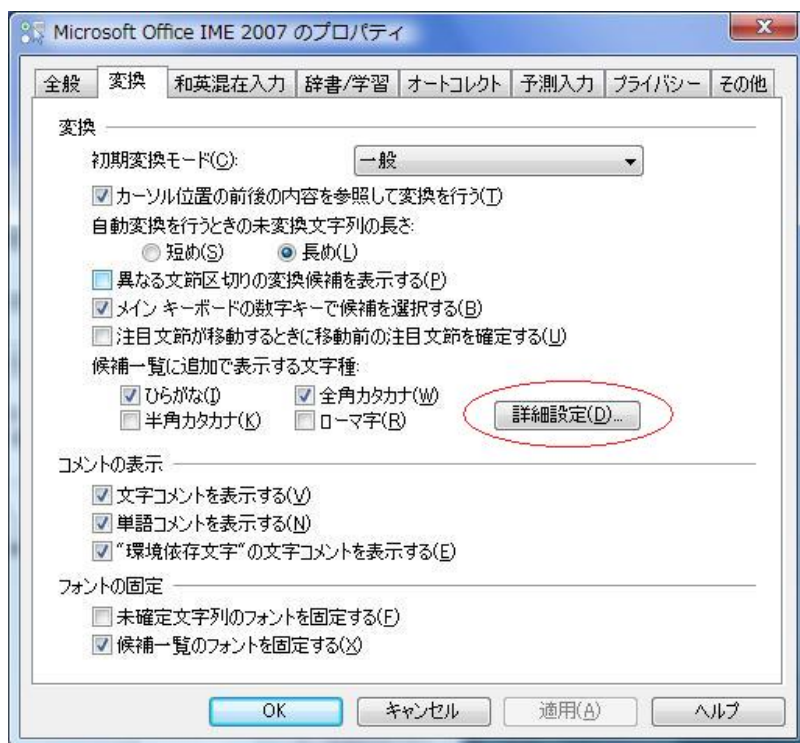 Microsoft Office IME 2007 のプロパティ
全般 変換 和英混在入力 辞書/学習 オートコレクト 予測入力 プライバシー その他
変換
初期変換モード(C): 一般
カーソル位置の前後の内容を参照して変換を行う(T)
自動変換を行うときの未変換文字列の長さ:
短め(S) 長め(L)
異なる文節区切りの変換候補を表示する(P)
メイン キーボードの数字キーで候補を選択する(B)
注目文節が移動するときに移動前の注目文節を確定する(U)
候補一覧に追加で表示する文字種:
ひらがな(I) 全角カタカナ(W)
半角カタカナ(K) ローマ字(R) 詳細設定(D)...
コメントの表示
文字コメントを表示する(V)
単語コメントを表示する(N)
"環境依存文字"の文字コメントを表示する(E)
フォントの固定
未確定文字列のフォントを固定する(F)
候補一覧のフォントを固定する(X)
OK キャンセル 適用(A) ヘルプ